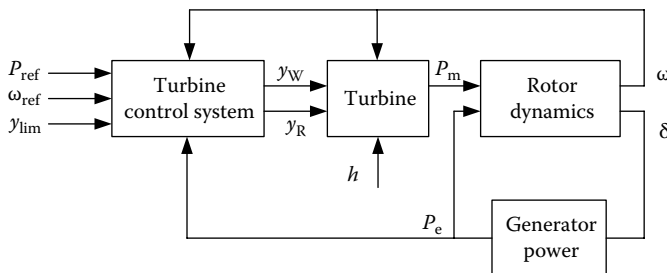 P_ref
ω_ref
y_lim
Turbine
control system
y_W
y_R
Turbine
h
P_m
Rotor
dynamics
ω
δ
P_e
Generator
power